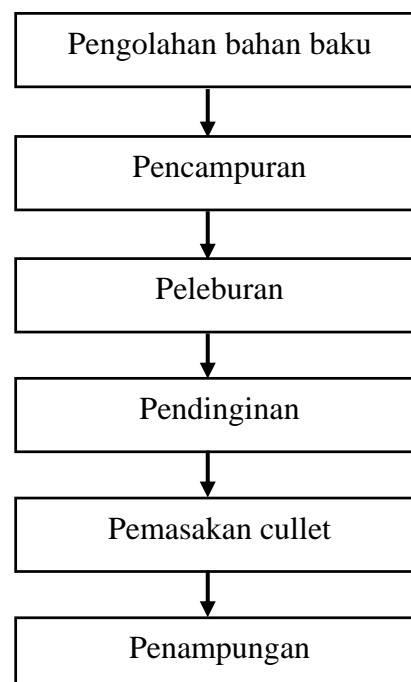 Pengolahan bahan baku
Pencampuran
Peleburan
Pendinginan
Pemasakan cullet
Penampungan